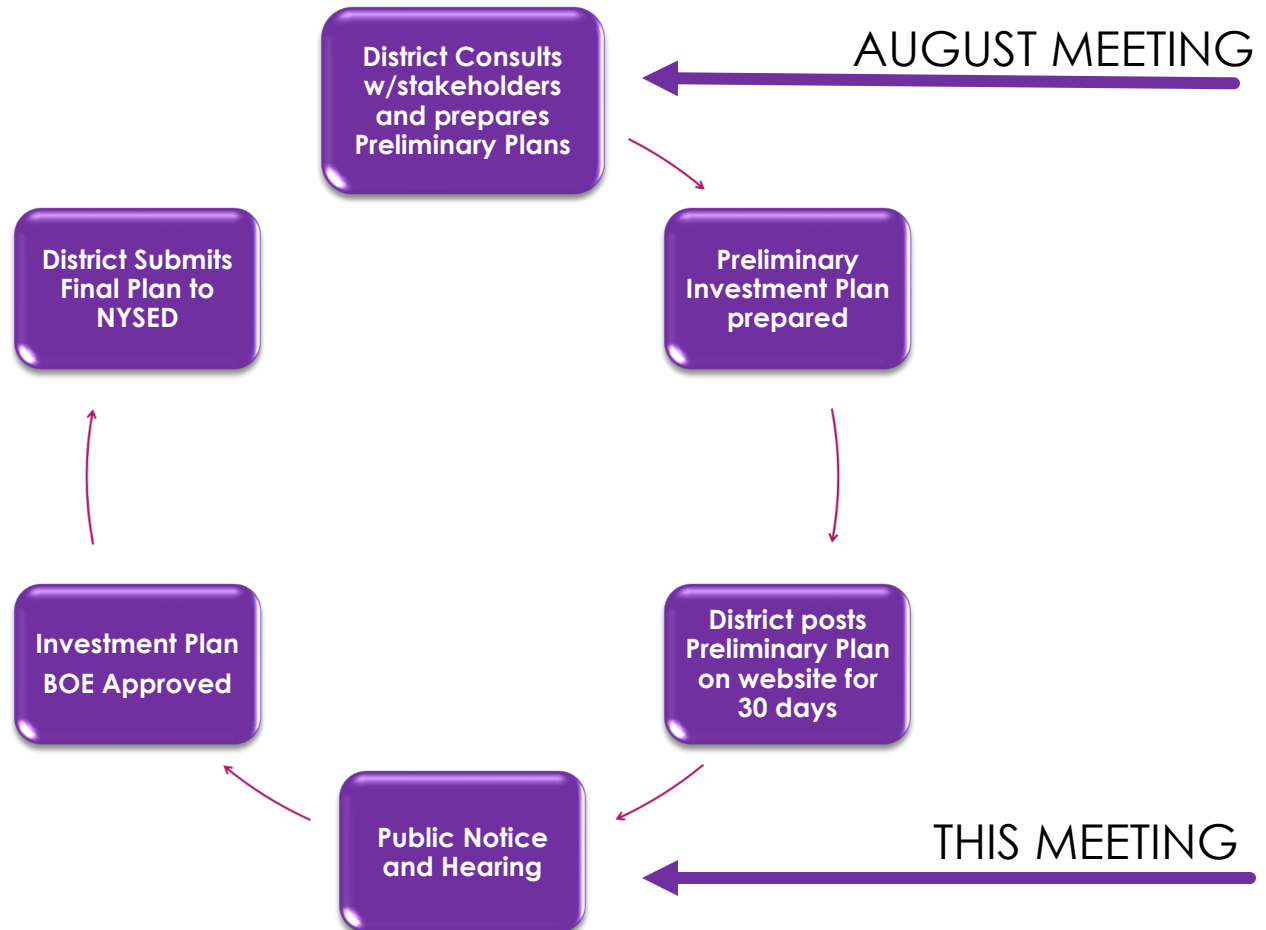 District Consults
w/stakeholders
and prepares
Preliminary Plans
AUGUST MEETING
Preliminary
Investment Plan
prepared
District posts
Preliminary Plan
on website for
30 days
Public Notice
and Hearing
THIS MEETING
Investment Plan
BOE Approved
District Submits
Final Plan to
NYSED